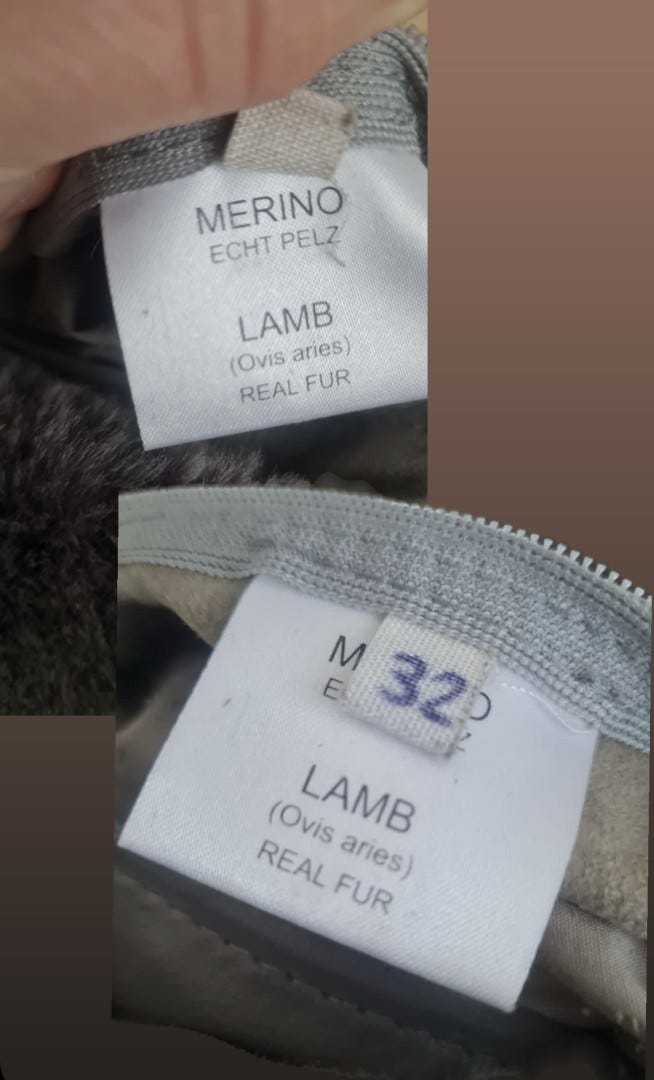 MERINO
ECHT PELZ
LAMB
(Ovis aries)
REAL FUR
32
LAMB
(Ovis aries)
REAL FUR